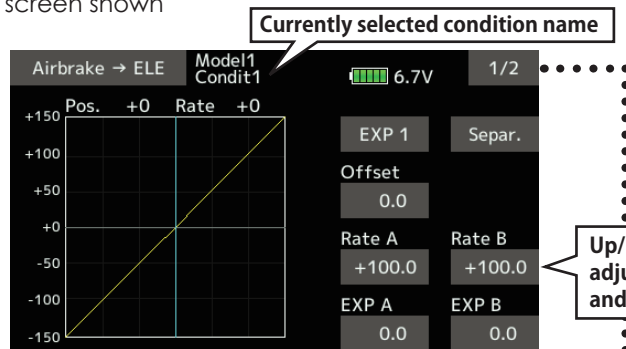 screen shown
Currently selected condition name
Airbrake → ELE
Model1
Condit1
6.7V
1/2
Pos. +0 Rate +0
+150
+100
+50
+0
-50
-100
-150
EXP 1
Separ.
Offset
0.0
Rate A
Rate B
+100.0
+100.0
EXP A
EXP B
0.0
0.0
Up/
adju
and